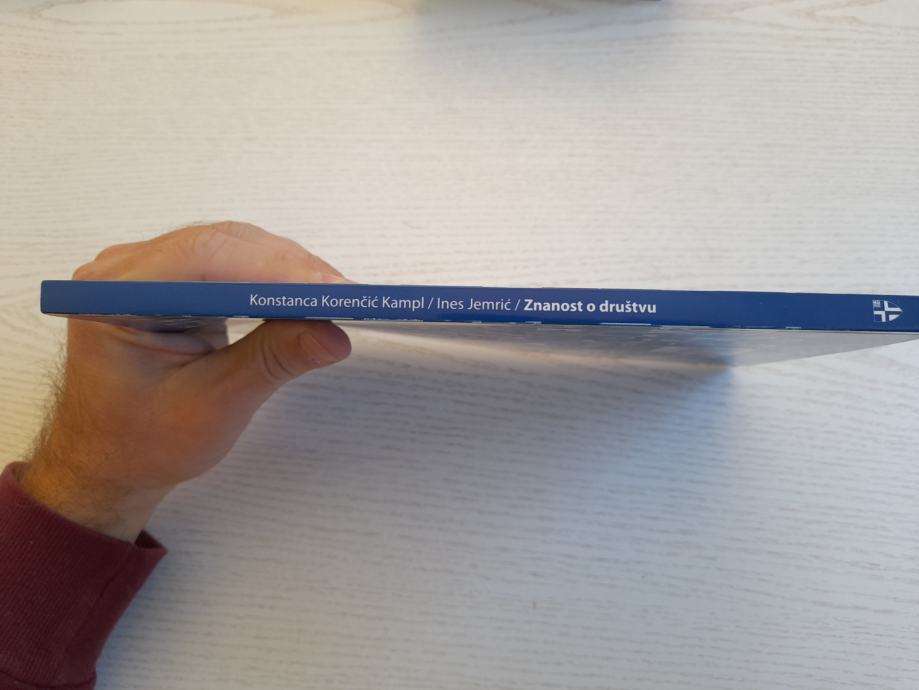 Konstanca Korenčić Kampl / Ines Jemrić / Znanost o društvu